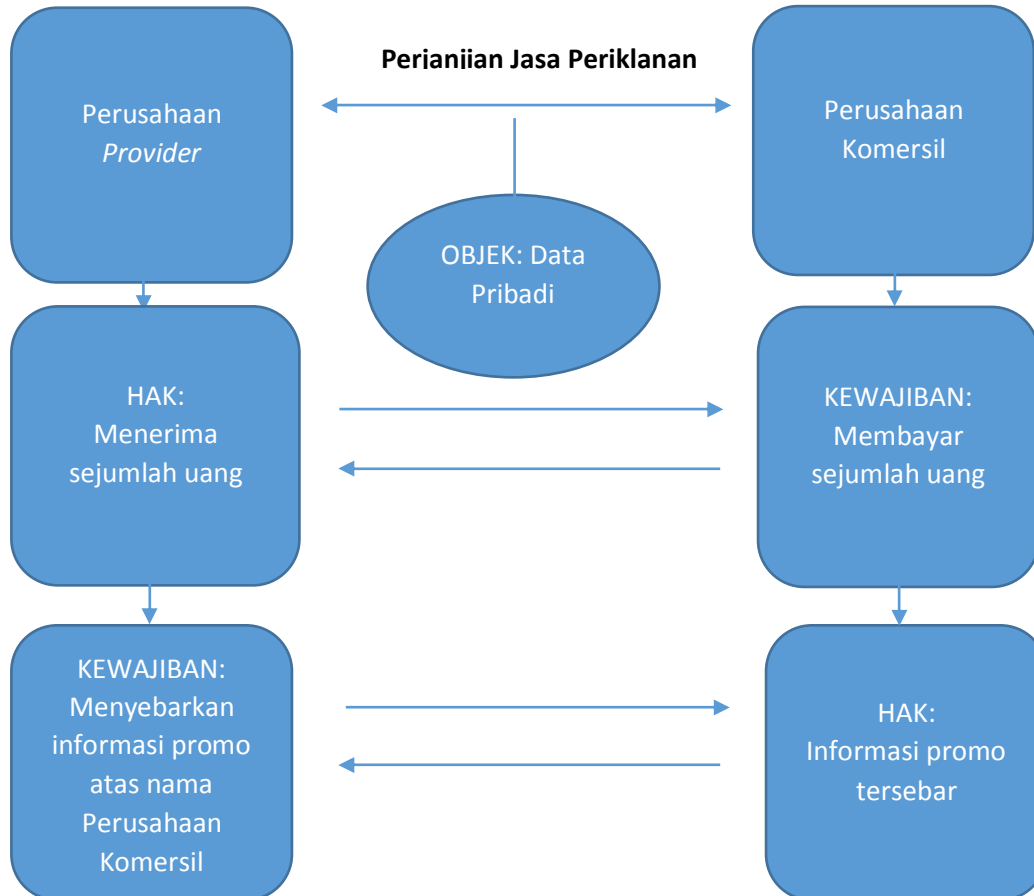 Perjanjian Jasa Periklanan
Perusahaan
Provider
Perusahaan
Komersil
OBJEK: Data
Pribadi
HAK:
Menerima
sejumlah uang
KEWAJIBAN:
Membayar
sejumlah uang
KEWAJIBAN:
Menyebarkan
informasi promo
atas nama
Perusahaan
Komersil
HAK:
Informasi promo
tersebar